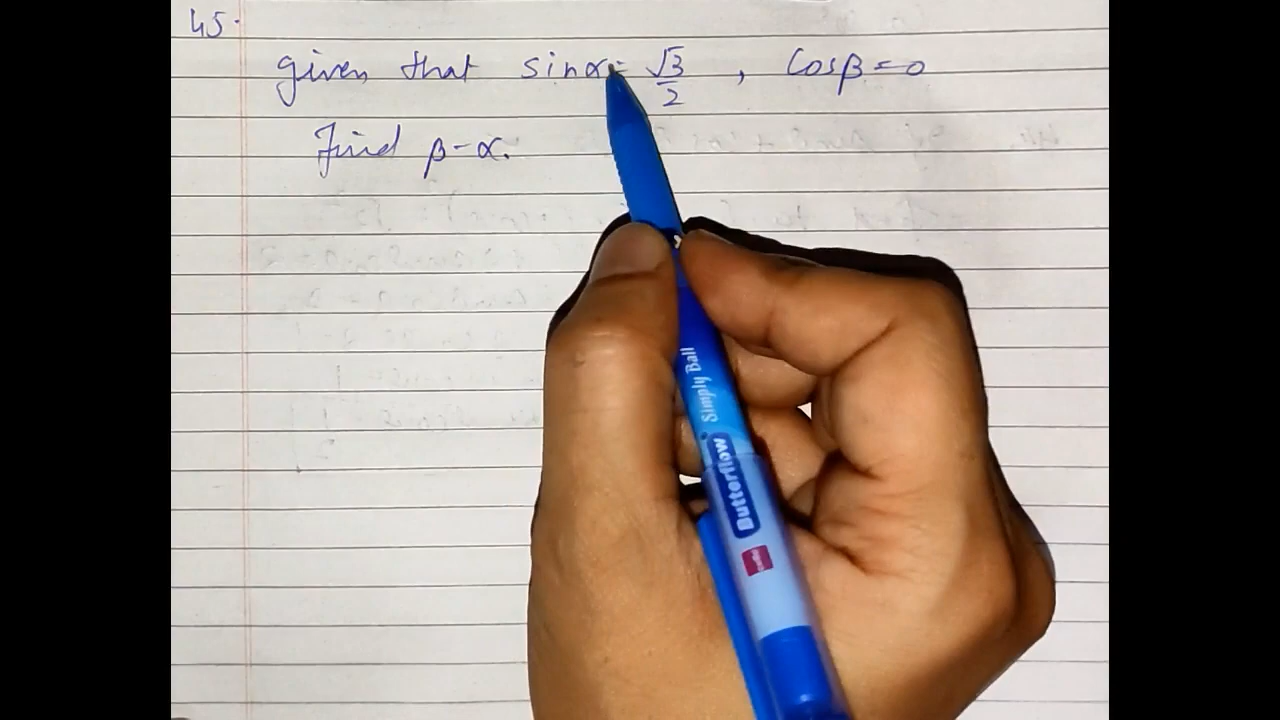 45.
Given that sinα = √3/2 , Cosβ = 0
Find β-α.
Simply Ball
Butterflow